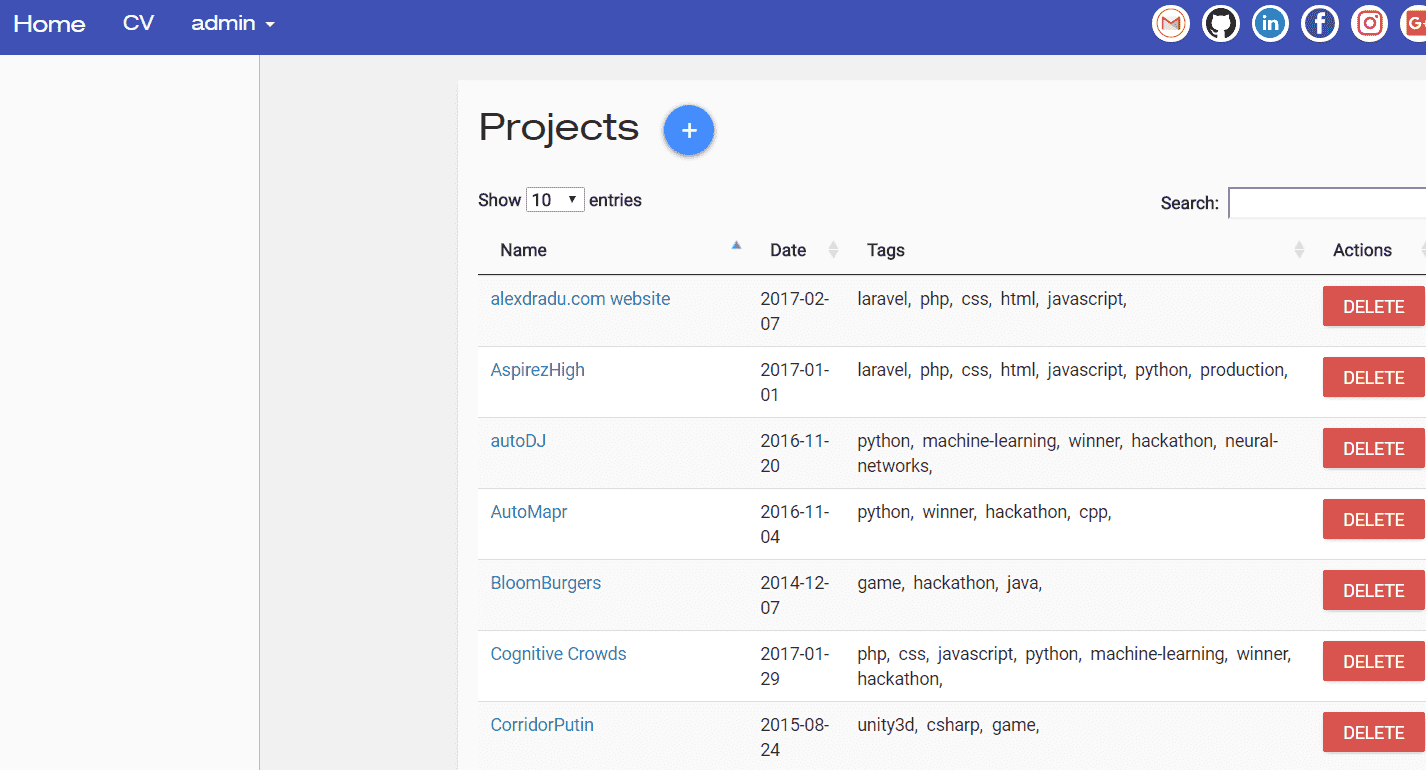 Home CV admin in f G+
Projects +
Show 10 entries Search:
Name Date Tags Actions
alexdradu.com website 2017-02- laravel, php, css, html, javascript, DELETE
07
AspirezHigh 2017-01- laravel, php, css, html, javascript, python, production, DELETE
01
autoDJ 2016-11- python, machine-learning, winner, hackathon, neural- DELETE
20 networks,
AutoMapr 2016-11- python, winner, hackathon, cpp, DELETE
04
BloomBurgers 2014-12- game, hackathon, java, DELETE
07
Cognitive Crowds 2017-01- php, css, javascript, python, machine-learning, winner, DELETE
29 hackathon,
CorridorPutin 2015-08- unity3d, csharp, game, DELETE
24